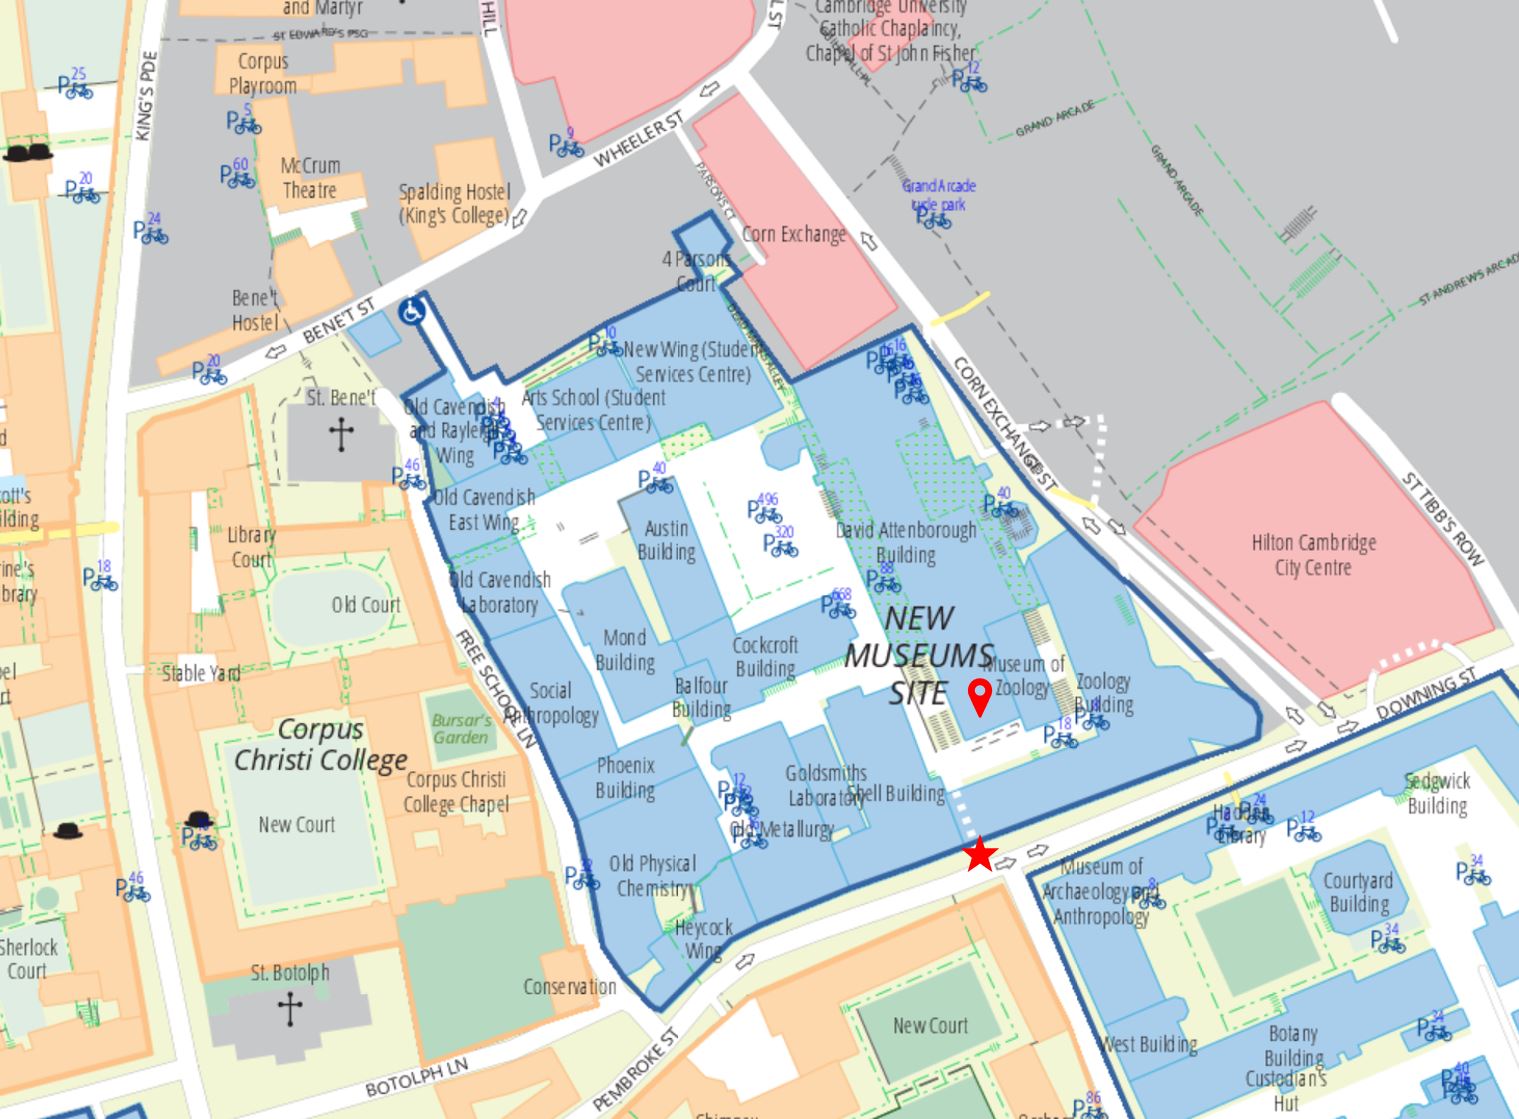 and Martyr
ST EDWARD'S PSG
HILL
L ST
Cambridge University
Catholic Chaplaincy,
Chapel of St John Fisher
GUILDHALL PL
KING'S PDE
Corpus
Playroom
25
5
12
20
60
9
24
McCrum
Theatre
Spalding Hostel
(King's College)
WHEELER ST
PARSONS CT
GRAND ARCADE
GRAND ARCADE
ST ANDREWS ARCADE
Grand Arcade
cycle park
Corn Exchange
4 Parsons
Court
Bene't
Hostel
BENE'T ST
20
10
New Wing (Student
Services Centre)
DEAD MAN'S ALLEY
16
CORN EXCHANGE ST
St. Bene't
Old Cavendish
and Rayleigh
Wing
4
Arts School (Student
Services Centre)
46
40
Old Cavendish
East Wing
496
320
40
Austin
Building
David Attenborough
Building
88
668
Hilton Cambridge
City Centre
ST TIBB'S ROW
Library
Court
18
Old Court
Old Cavendish
Laboratory
Mond
Building
Cockcroft
Building
NEW
MUSEUMS
SITE
Museum of
Zoology
Zoology
Building
18
Stable Yard
FREE SCHOOL LN
Social
Anthropology
Balfour
Building
Bursar's
Garden
Corpus
Christi College
DOWNING ST
Corpus Christi
College Chapel
Phoenix
Building
12
Goldsmiths
Laboratory
Shell Building
Old Metallurgy
New Court
Sedgwick
Building
24
Haddon
Library
12
Old Physical
Chemistry
46
Museum of
Archaeology and
Anthropology
8
Courtyard
Building
34
34
Heycock
Wing
Sherlock
Court
St. Botolph
Conservation
New Court
West Building
Botany
Building
34
Custodian's
Hut
40
BOTOLPH LN
PEMBROKE ST
86